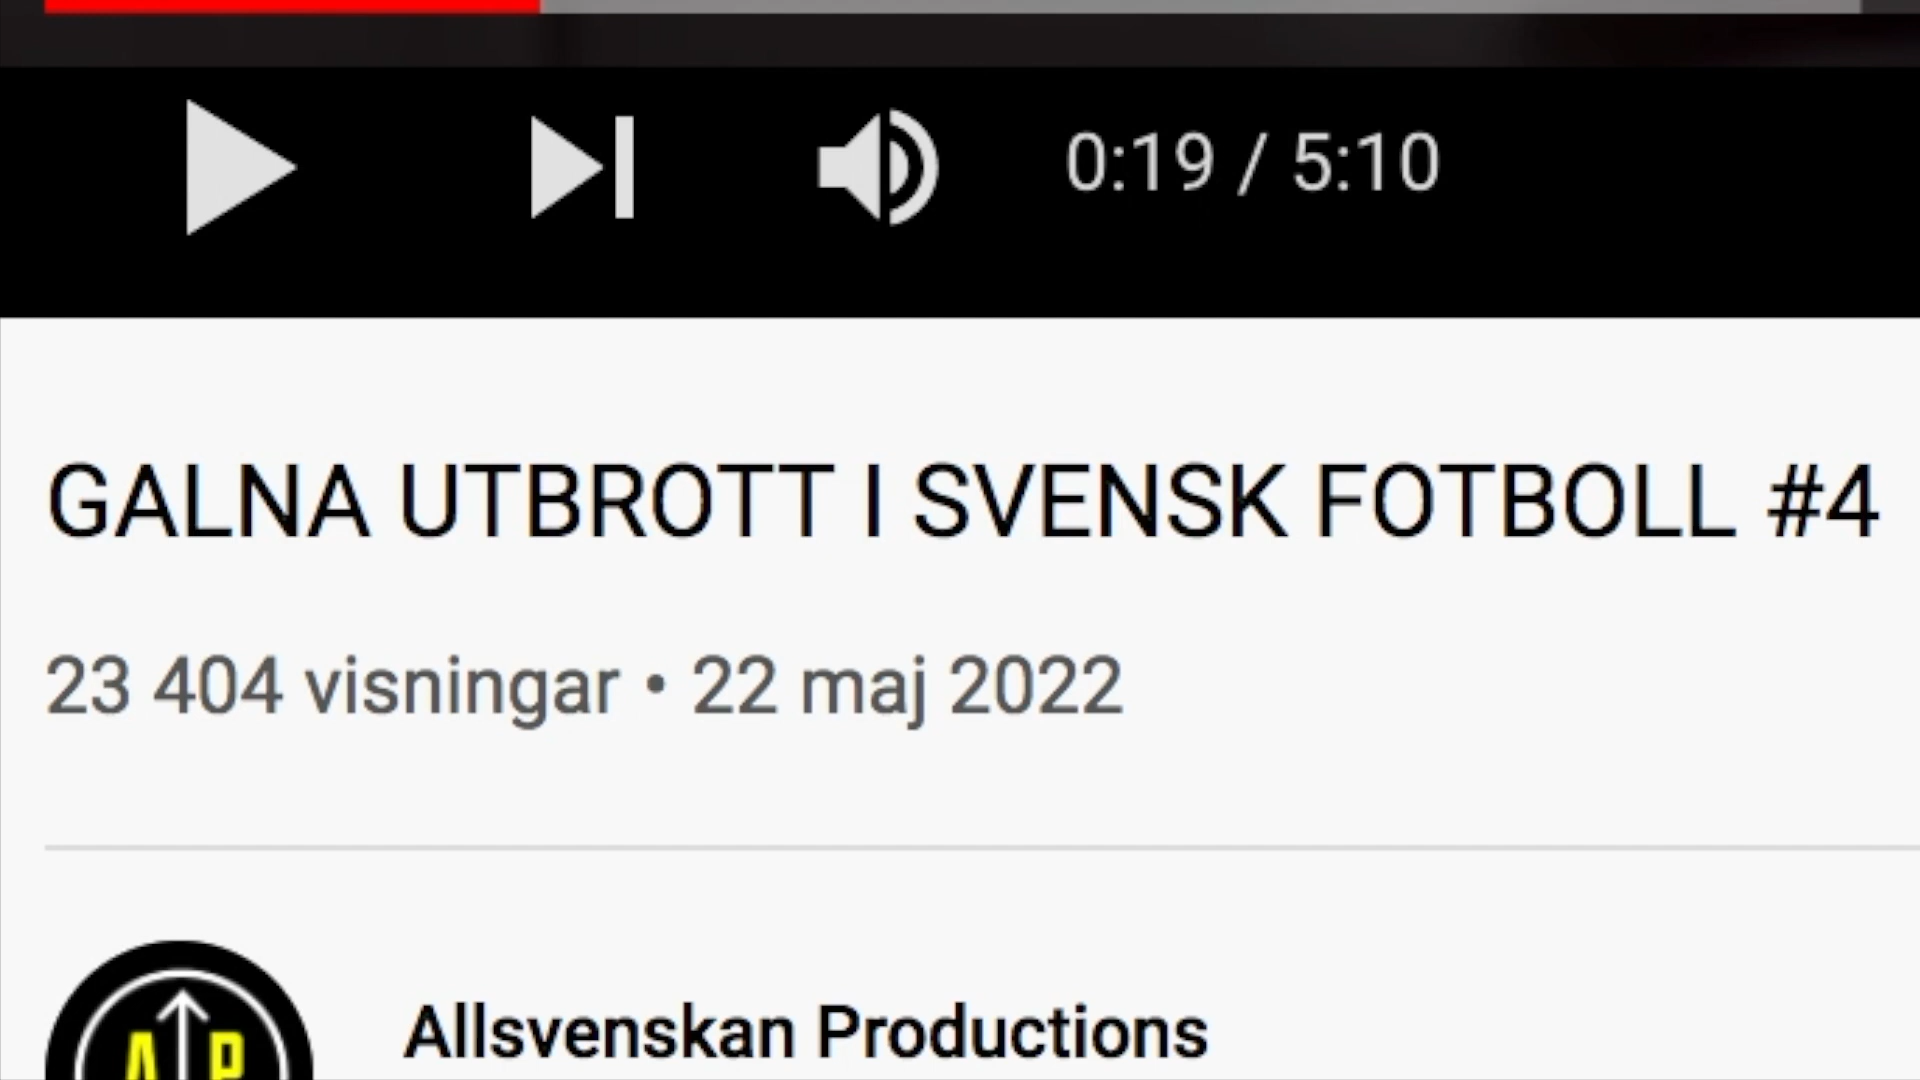 0:19 / 5:10
GALNA UTBROTT I SVENSK FOTBOLL #4
23 404 visningar • 22 maj 2022
A P
Allsvenskan Productions